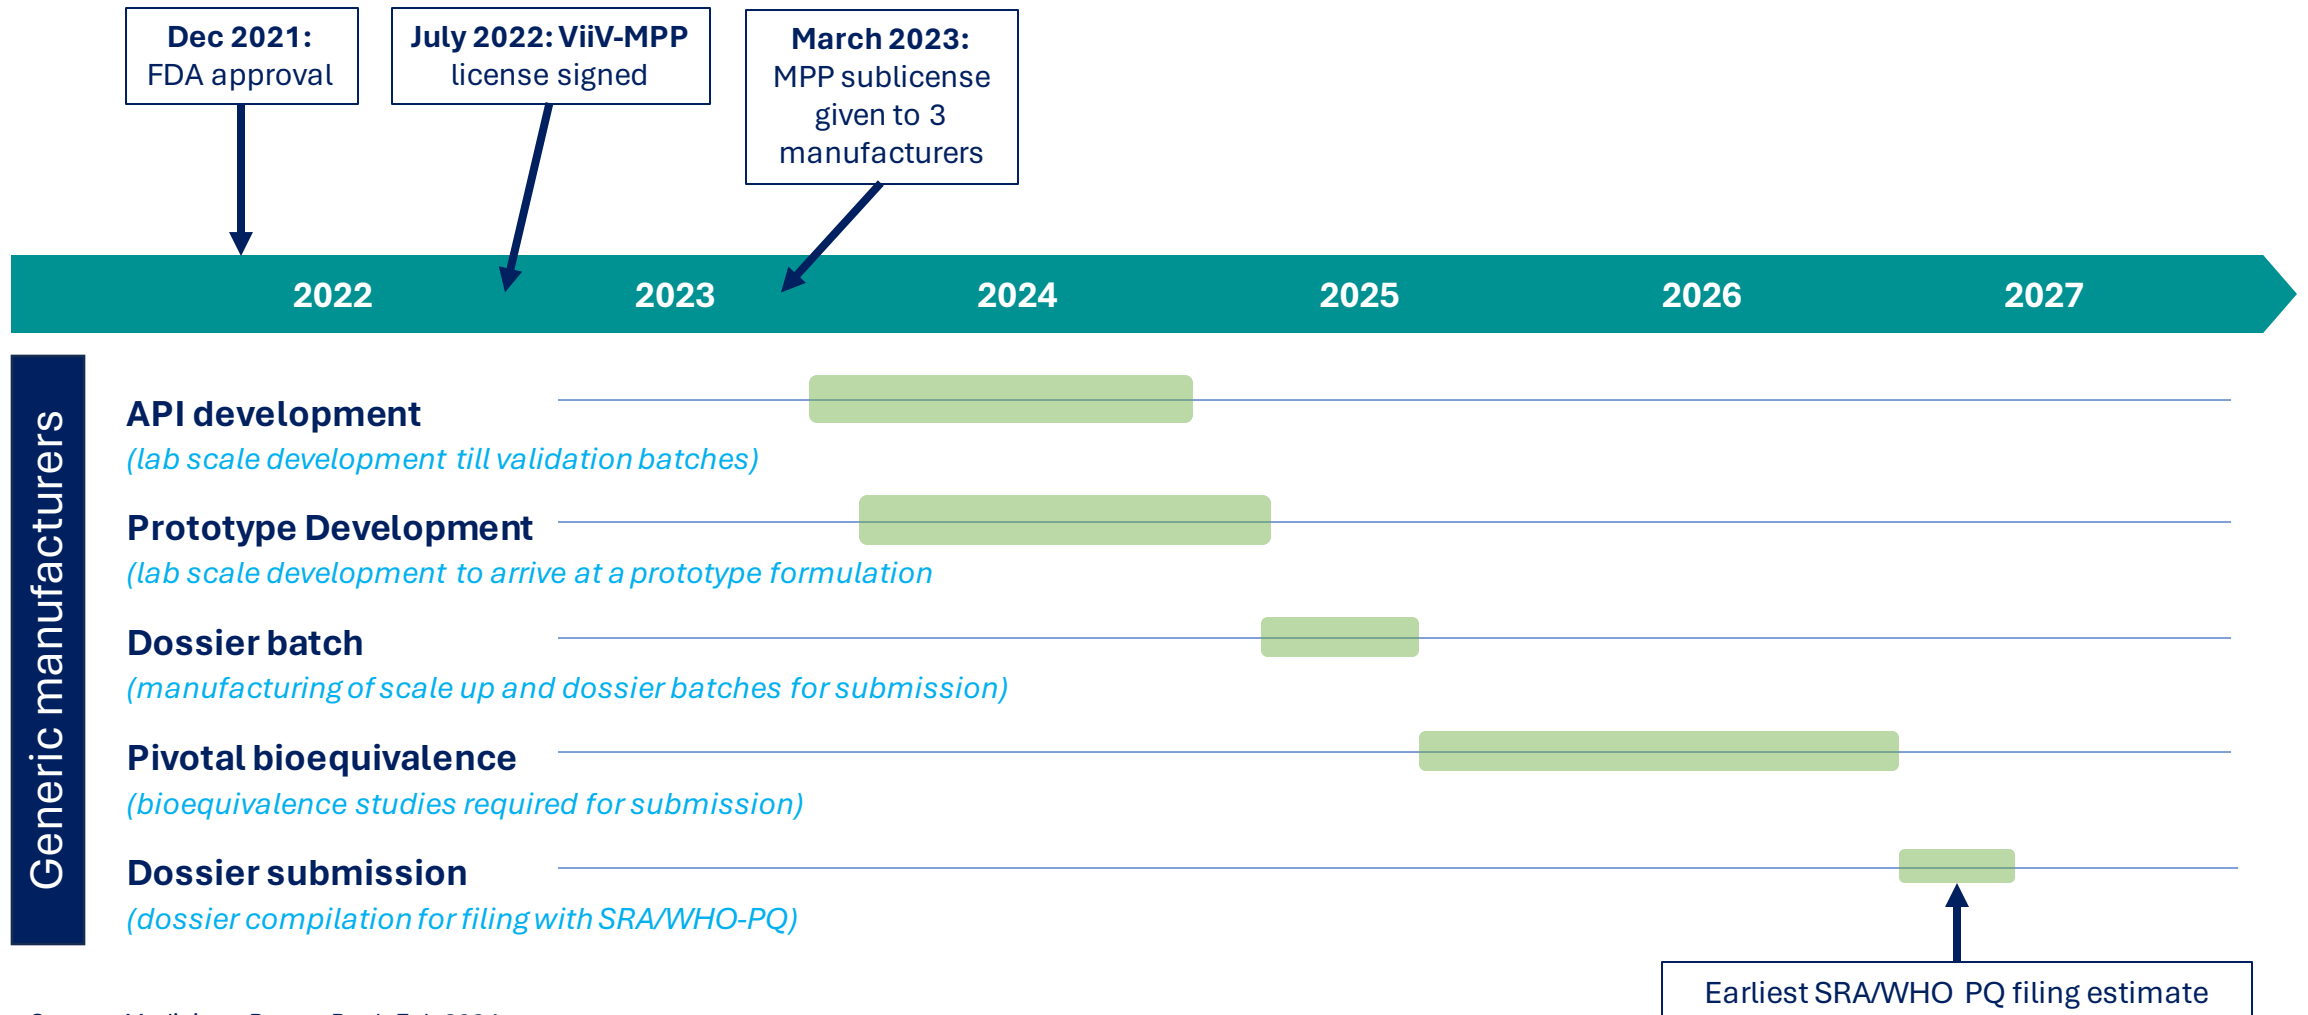 Dec 2021:
FDA approval
July 2022: ViiV-MPP
license signed
March 2023:
MPP sublicense
given to 3
manufacturers
2022 2023 2024 2025 2026 2027
Generic manufacturers
API development
(lab scale development till validation batches)
Prototype Development
(lab scale development to arrive at a prototype formulation
Dossier batch
(manufacturing of scale up and dossier batches for submission)
Pivotal bioequivalence
(bioequivalence studies required for submission)
Dossier submission
(dossier compilation for filing with SRA/WHO-PQ)
Earliest SRA/WHO PQ filing estimate